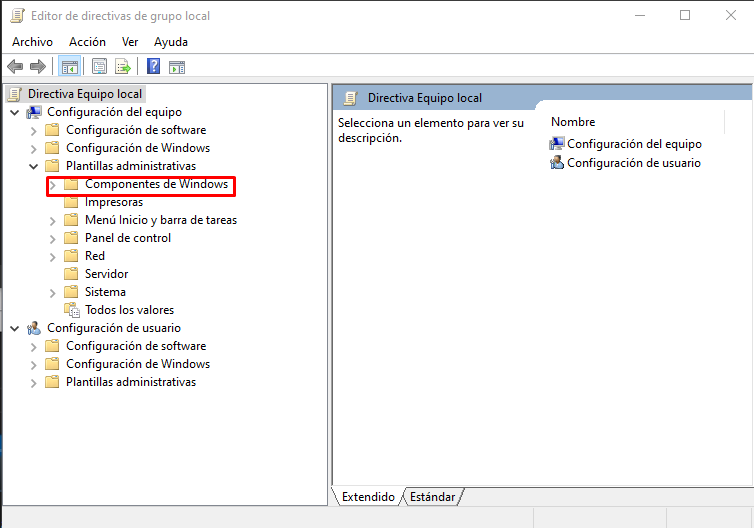 Editor de directivas de grupo local
Archivo Acción Ver Ayuda
Directiva Equipo local
Configuración del equipo
Configuración de software
Configuración de Windows
Plantillas administrativas
Componentes de Windows
Impresoras
Menú Inicio y barra de tareas
Panel de control
Red
Servidor
Sistema
Todos los valores
Configuración de usuario
Configuración de software
Configuración de Windows
Plantillas administrativas
Directiva Equipo local
Selecciona un elemento para ver su
descripción.
Nombre
Configuración del equipo
Configuración de usuario
Extendido Estándar